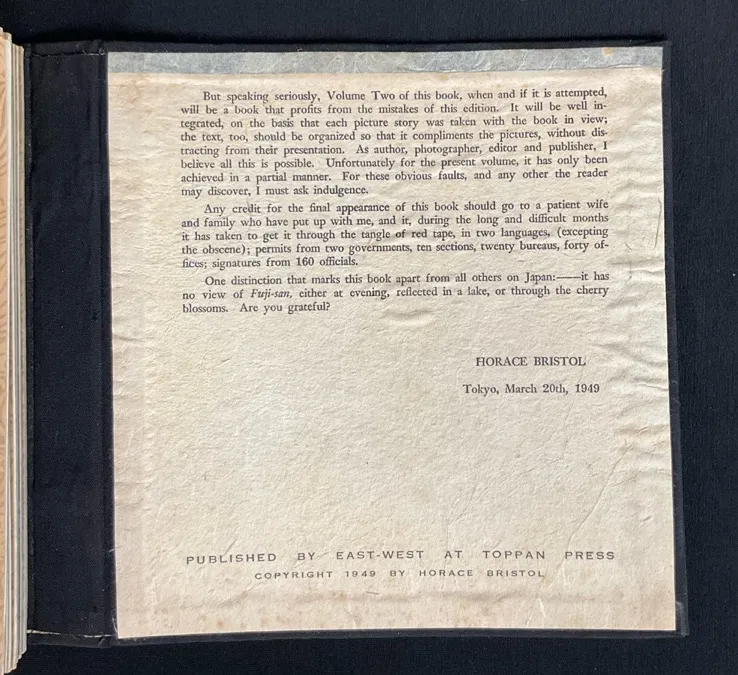 But speaking seriously, Volume Two of this book, when and if it is attempted,
will be a book that profits from the mistakes of this edition. It will be well in-
tegrated, on the basis that each picture story was taken with the book in view;
the text, too, should be organized so that it compliments the pictures, without dis-
tracting from their presentation. As author, photographer, editor and publisher, I
believe all this is possible. Unfortunately for the present volume, it has only been
achieved in a partial manner. For these obvious faults, and any other the reader
may discover, I must ask indulgence.
Any credit for the final appearance of this book should go to a patient wife
and family who have put up with me, and it, during the long and difficult months
it has taken to get it through the tangle of red tape, in two languages, (excepting
the obscene); permits from two governments, ten sections, twenty bureaus, forty of-
fices; signatures from 160 officials.
One distinction that marks this book apart from all others on Japan:——it has
no view of Fuji-san, either at evening, reflected in a lake, or through the cherry
blossoms. Are you grateful?
HORACE BRISTOL
Tokyo, March 20th, 1949
PUBLISHED BY EAST-WEST AT TOPPAN PRESS
COPYRIGHT 1949 BY HORACE BRISTOL